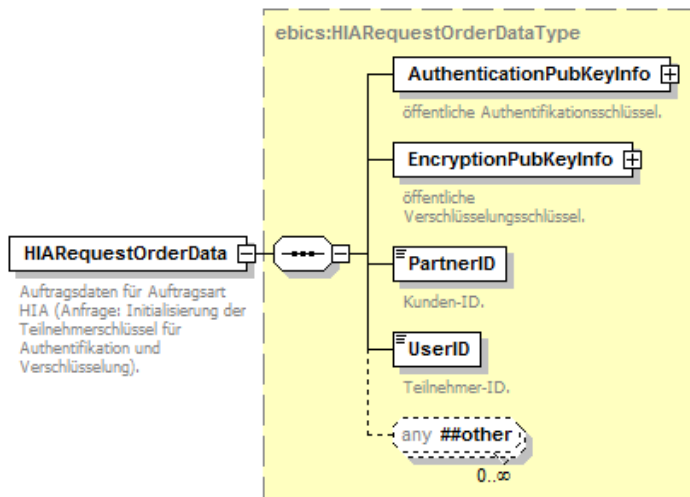 ebics:HIARequestOrderDataType
AuthenticationPubKeyInfo
öffentliche Authentifikationsschlüssel.
EncryptionPubKeyInfo
öffentliche
Verschlüsselungsschlüssel.
HIARequestOrderData
Auftragsdaten für Auftragsart
HIA (Anfrage: Initialisierung der
Teilnehmerschlüssel für
Authentifikation und
Verschlüsselung).
PartnerID
Kunden-ID.
UserID
Teilnehmer-ID.
any ##other
0..∞